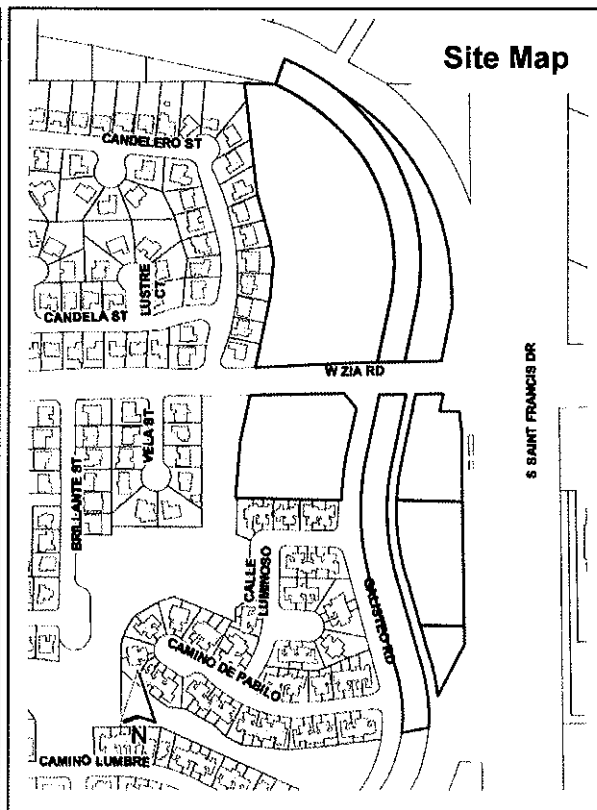 Site Map
CANDELERO ST
LUSTRE
CT
CANDELA ST
W ZIA RD
S SAINT FRANCIS DR
VELA ST
BRILLANTE ST
CALLE
LUMINOSO
GALISTEO RD
CAMINO DE PABILO
N
CAMINO LUMBRE